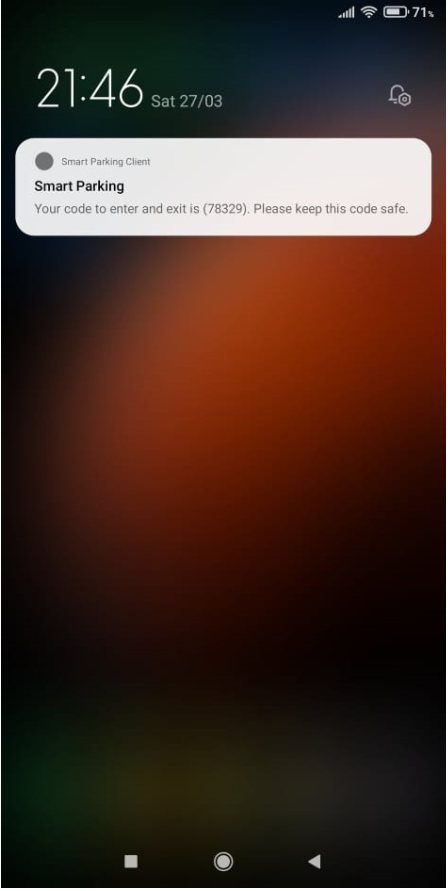 71%
21:46 Sat 27/03
Smart Parking Client
Smart Parking
Your code to enter and exit is (78329). Please keep this code safe.